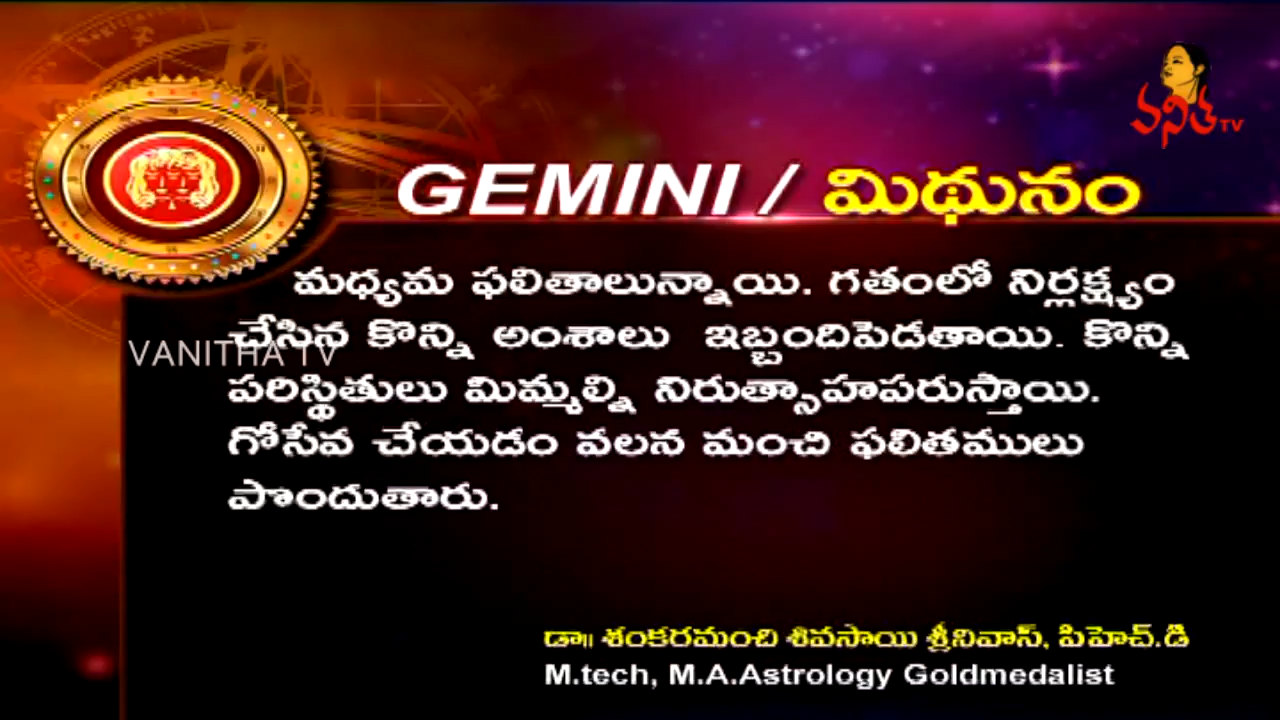 వనిత TV
GEMINI / మిథునం
మధ్యమ ఫలితాలున్నాయి. గతంలో నిర్లక్ష్యం
చేసిన కొన్ని అంశాలు ఇబ్బందిపెడతాయి. కొన్ని
VANITHA TV
పరిస్థితులు మిమ్మల్ని నిరుత్సాహపరుస్తాయి.
గోసేవ చేయడం వలన మంచి ఫలితములు
పొందుతారు.
డా॥ శంకరమంచి శివసాయి శ్రీనివాస్, పిహెచ్.డి
M.tech, M.A.Astrology Goldmedalist